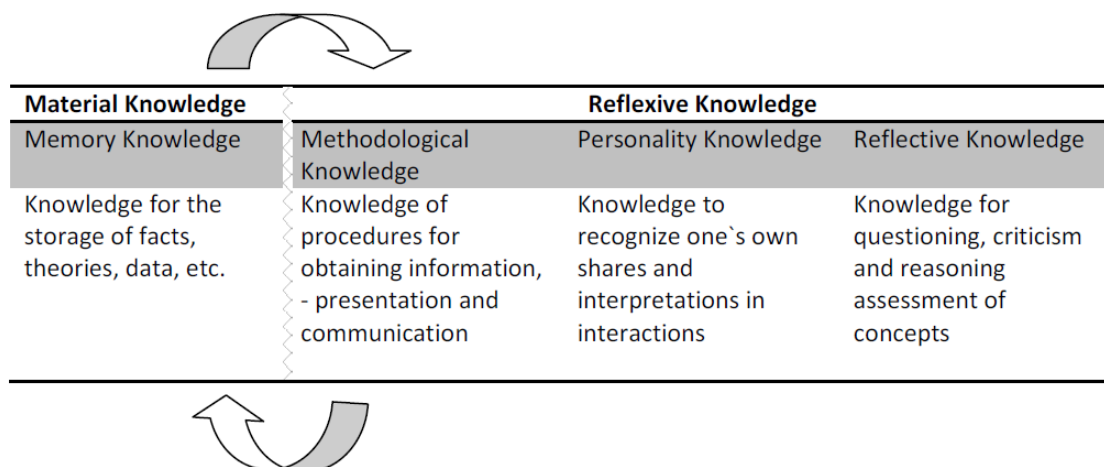 Material Knowledge
Reflexive Knowledge
Memory Knowledge
Methodological
Knowledge
Personality Knowledge
Reflective Knowledge
Knowledge for the
storage of facts,
theories, data, etc.
Knowledge of
procedures for
obtaining information,
- presentation and
communication
Knowledge to
recognize one`s own
shares and
interpretations in
interactions
Knowledge for
questioning, criticism
and reasoning
assessment of
concepts